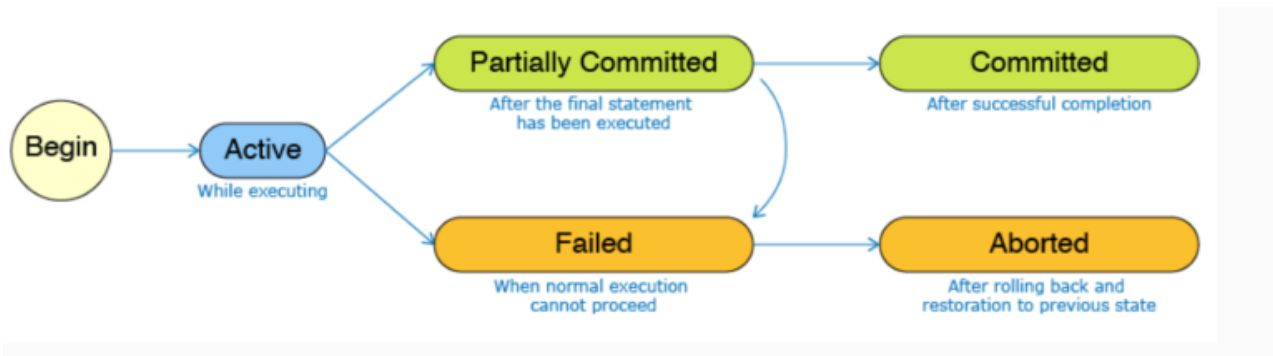 Begin
Active
While executing
Partially Committed
After the final statement
has been executed
Committed
After successful completion
Failed
When normal execution
cannot proceed
Aborted
After rolling back and
restoration to previous state